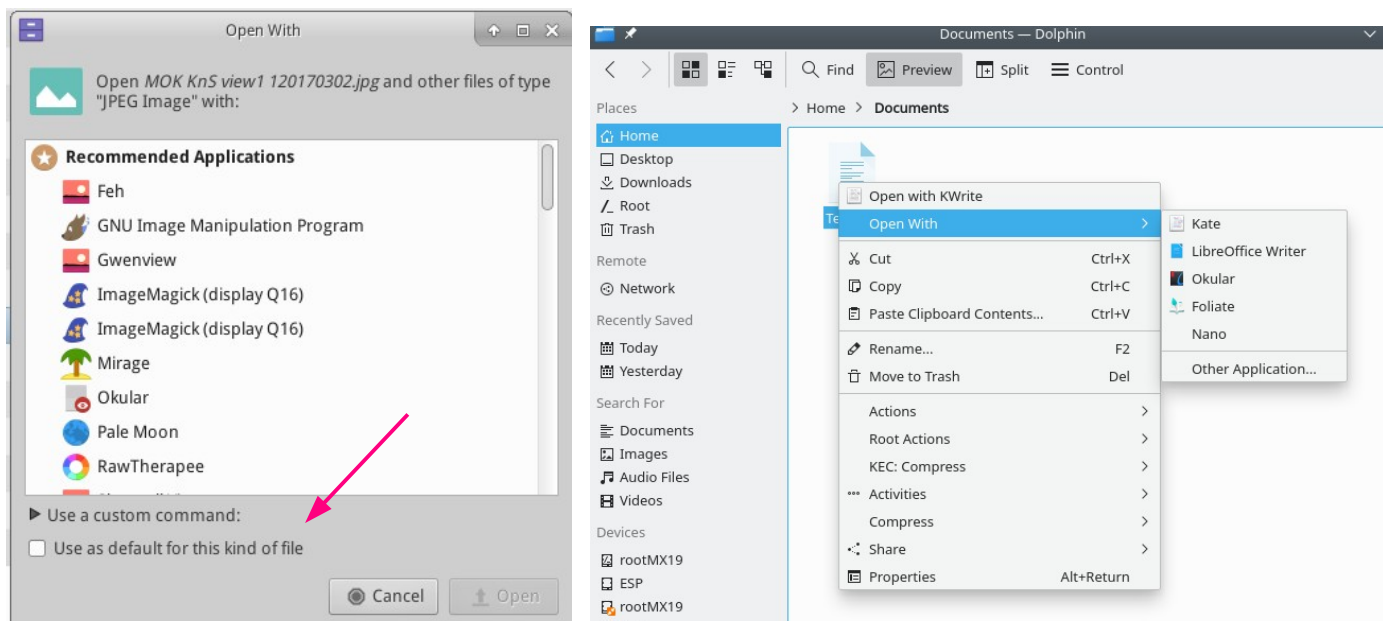 Open With
Open MOK KnS view1 120170302.jpg and other files of type
"JPEG Image" with:
Recommended Applications
Feh
GNU Image Manipulation Program
Gwenview
ImageMagick (display Q16)
ImageMagick (display Q16)
Mirage
Okular
Pale Moon
RawTherapee
Use a custom command:
Use as default for this kind of file
Cancel
Open
Documents — Dolphin
Find
Preview
Split
Control
Places
Home
Desktop
Downloads
Root
Trash
Remote
Network
Recently Saved
Today
Yesterday
Search For
Documents
Images
Audio Files
Videos
Devices
rootMX19
ESP
rootMX19
> Home > Documents
Te
Open with KWrite
Open With
Cut Ctrl+X
Copy Ctrl+C
Paste Clipboard Contents... Ctrl+V
Rename... F2
Move to Trash Del
Actions
Root Actions
KEC: Compress
Activities
Compress
Share
Properties Alt+Return
Kate
LibreOffice Writer
Okular
Foliate
Nano
Other Application...